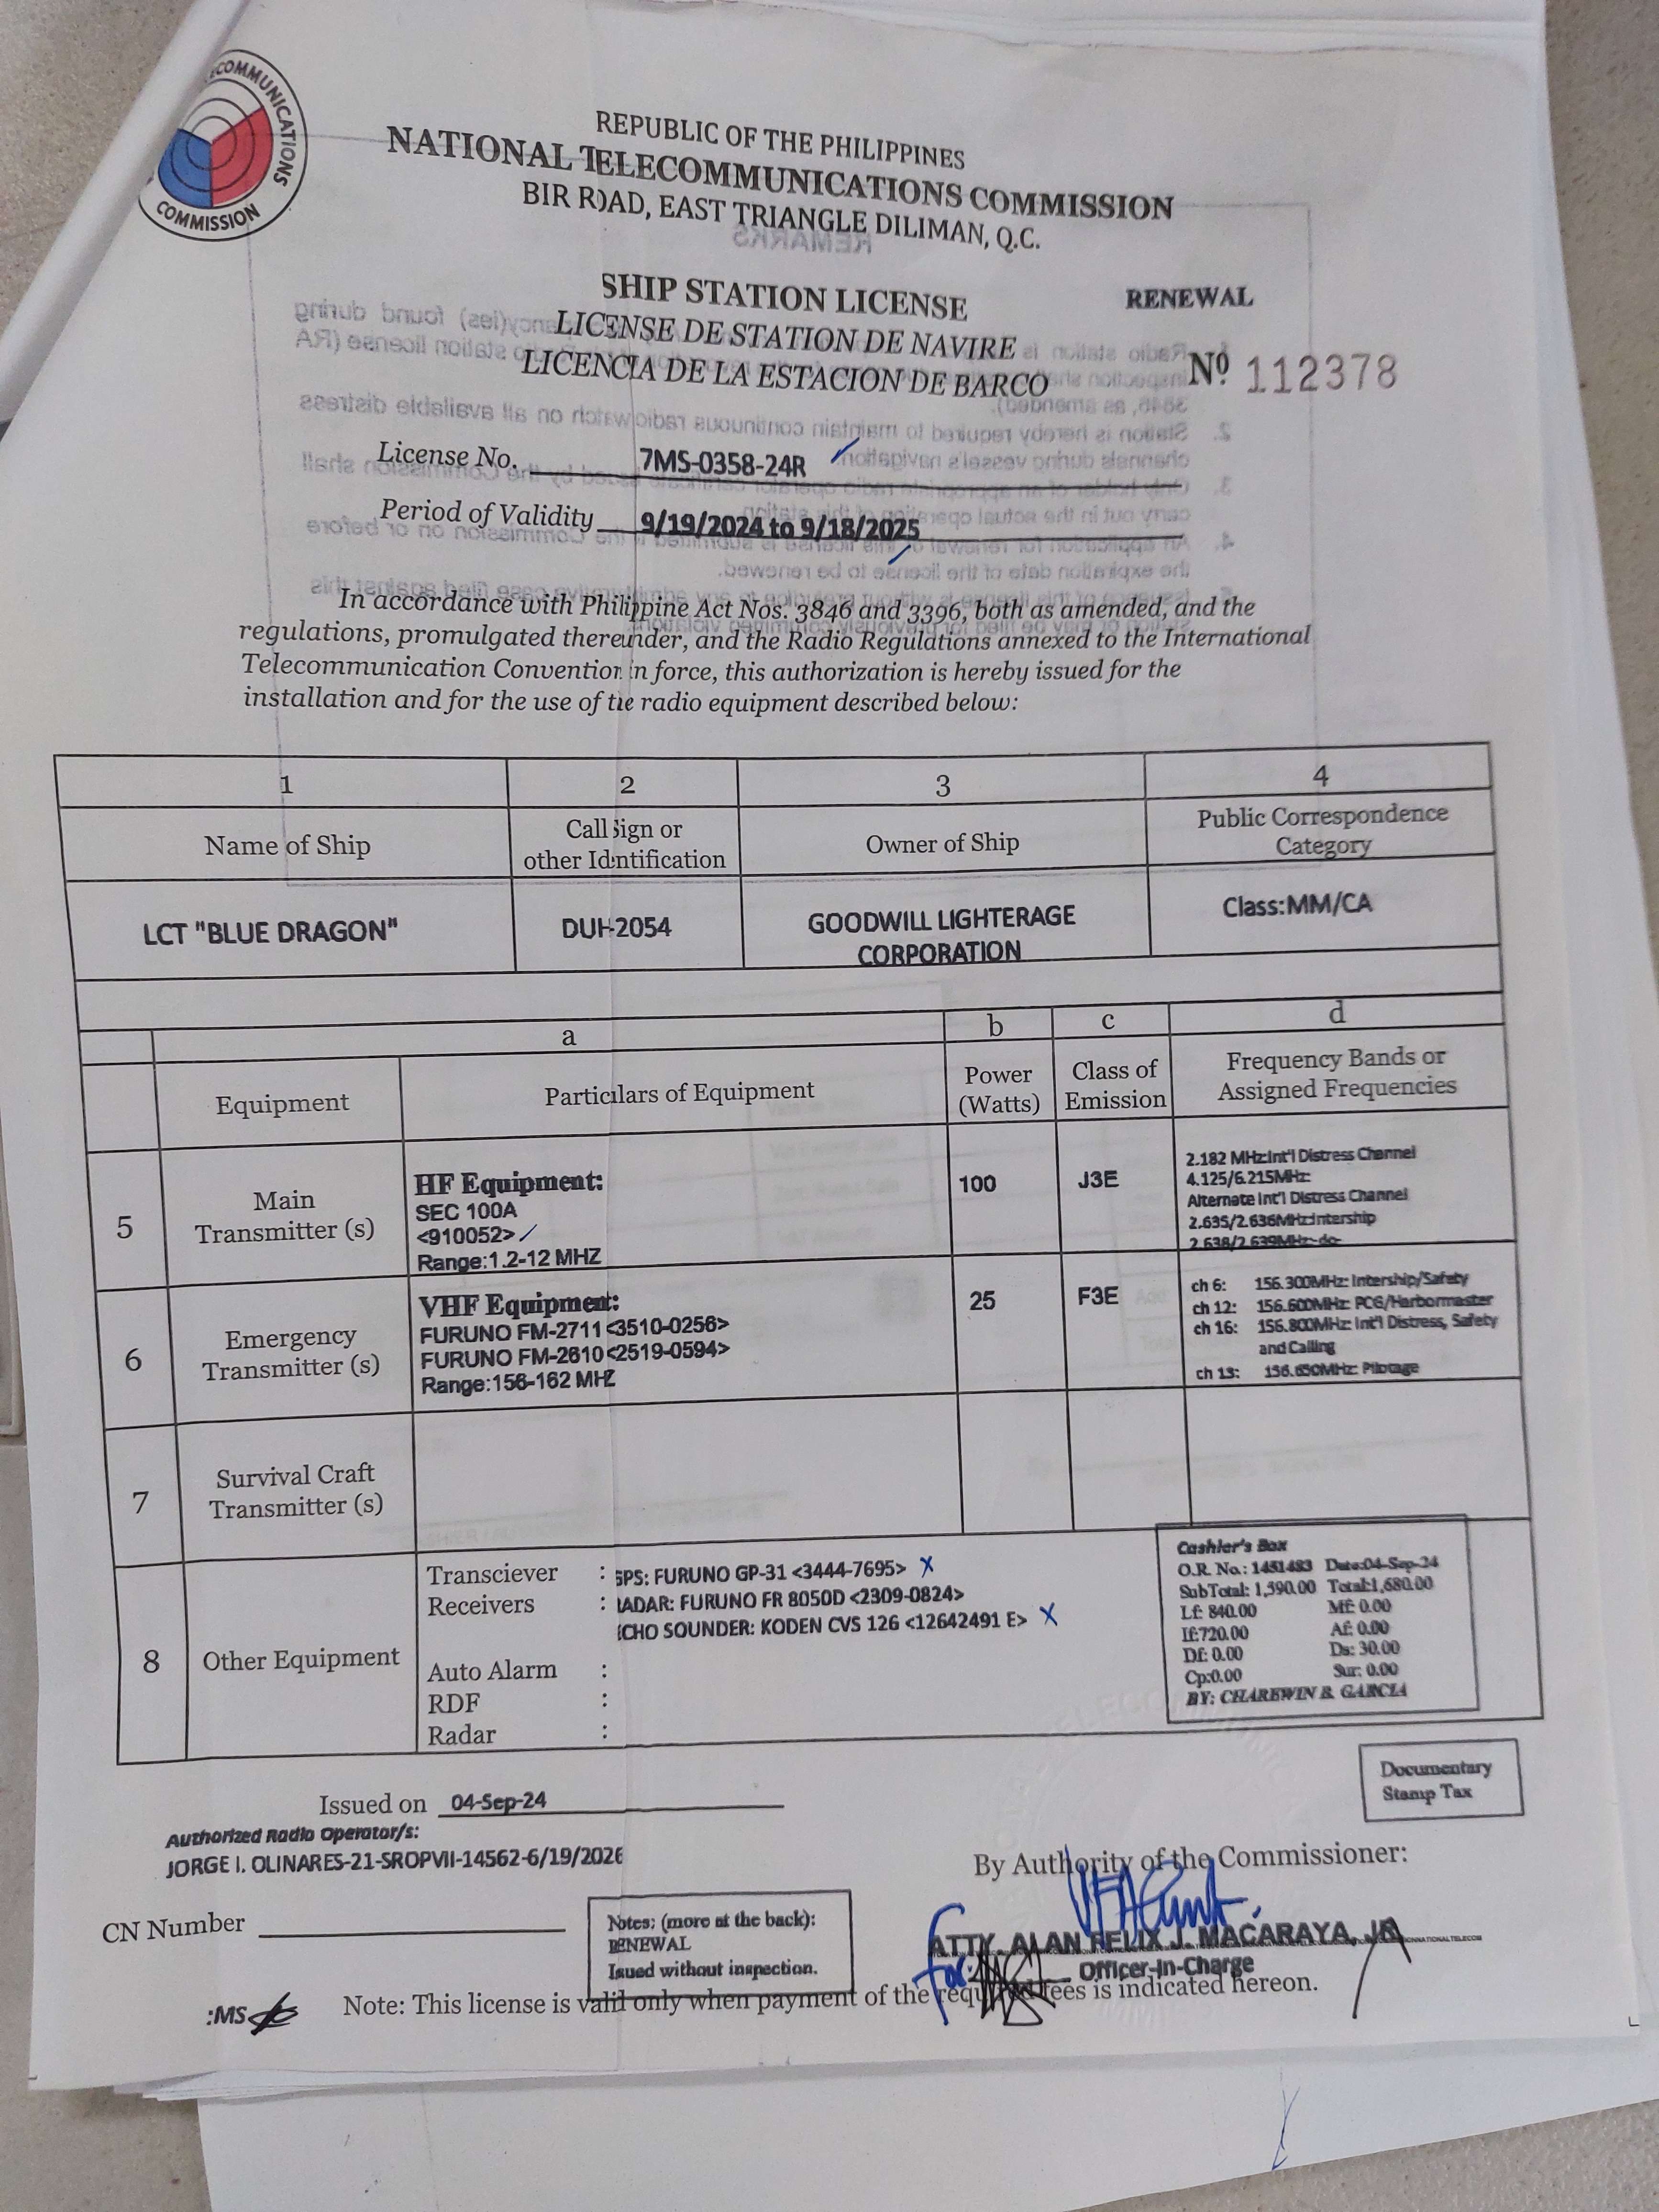 ECOMMUNICATIONS
COMMISSION
REPUBLIC OF THE PHILIPPINES
NATIONAL TELECOMMUNICATIONS COMMISSION
BIR ROAD, EAST TRIANGLE DILIMAN, Q.C.
SHIP STATION LICENSE
RENEWAL
LICENSE DE STATION DE NAVIRE
LICENCIA DE LA ESTACION DE BARCO
Nº 112378
License No. 7MS-0358-24R
Period of Validity 9/19/2024 to 9/18/2025
In accordance with Philippine Act Nos. 3846 and 3396, both as amended, and the
regulations, promulgated thereunder, and the Radio Regulations annexed to the International
Telecommunication Convention in force, this authorization is hereby issued for the
installation and for the use of the radio equipment described below:
1 2 3 4
Name of Ship
Call Sign or
other Identification
Owner of Ship
Public Correspondence
Category
LCT "BLUE DRAGON"
DUH-2054
GOODWILL LIGHTERAGE
CORPORATION
Class:MM/CA
a b c d
Equipment
Particulars of Equipment
Power
(Watts)
Class of
Emission
Frequency Bands or
Assigned Frequencies
5
Main
Transmitter (s)
HF Equipment:
SEC 100A
<910052>
Range:1.2-12 MHZ
100
J3E
2.182 MHz:Int'l Distress Channel
4.125/6.215MHz:
Alternate Int'l Distress Channel
2.635/2.636MHz:Intership
2.638/2.639MHz:-do-
6
Emergency
Transmitter (s)
VHF Equipment:
FURUNO FM-2711 <3510-0256>
FURUNO FM-2610 <2519-0594>
Range:156-162 MHZ
25
F3E
ch 6: 156.300MHz: Intership/Safety
ch 12: 156.600MHz: PCG/Harbormaster
ch 16: 156.800MHz: Int'l Distress, Safety
and Calling
ch 13: 156.650MHz: Pilotage
7
Survival Craft
Transmitter (s)
8
Other Equipment
Transciever : GPS: FURUNO GP-31 <3444-7695> X
Receivers : RADAR: FURUNO FR 8050D <2309-0824>
ECHO SOUNDER: KODEN CVS 126 <12642491 E> X
Auto Alarm :
RDF :
Radar :
Cashier's Box
O.R. No.: 1451483 Date:04-Sep-24
SubTotal: 1,590.00 Total:1,680.00
Lf: 840.00 Mf: 0.00
If:720.00 Af: 0.00
Df: 0.00 Ds: 30.00
Cp:0.00 Sur: 0.00
BY: CHAREWIN B. GARCIA
Documentary
Stamp Tax
Issued on 04-Sep-24
Authorized Radio Operator/s:
JORGE I. OLINARES-21-SROPVII-14562-6/19/2026
By Authority of the Commissioner:
CN Number
Notes: (more at the back):
RENEWAL
Issued without inspection.
for:
ATTY. ALAN FELIX J. MACARAYA, JR
Officer-In-Charge
:MS
Note: This license is valid only when payment of the required fees is indicated hereon.